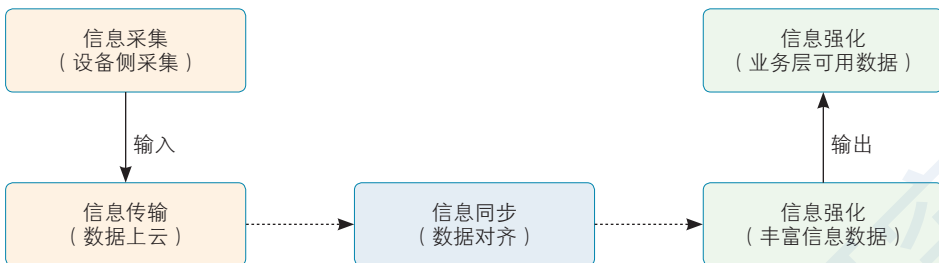 信息采集
（设备侧采集）
信息强化
（业务层可用数据）
输入
输出
信息传输
（数据上云）
信息同步
（数据对齐）
信息强化
（丰富信息数据）